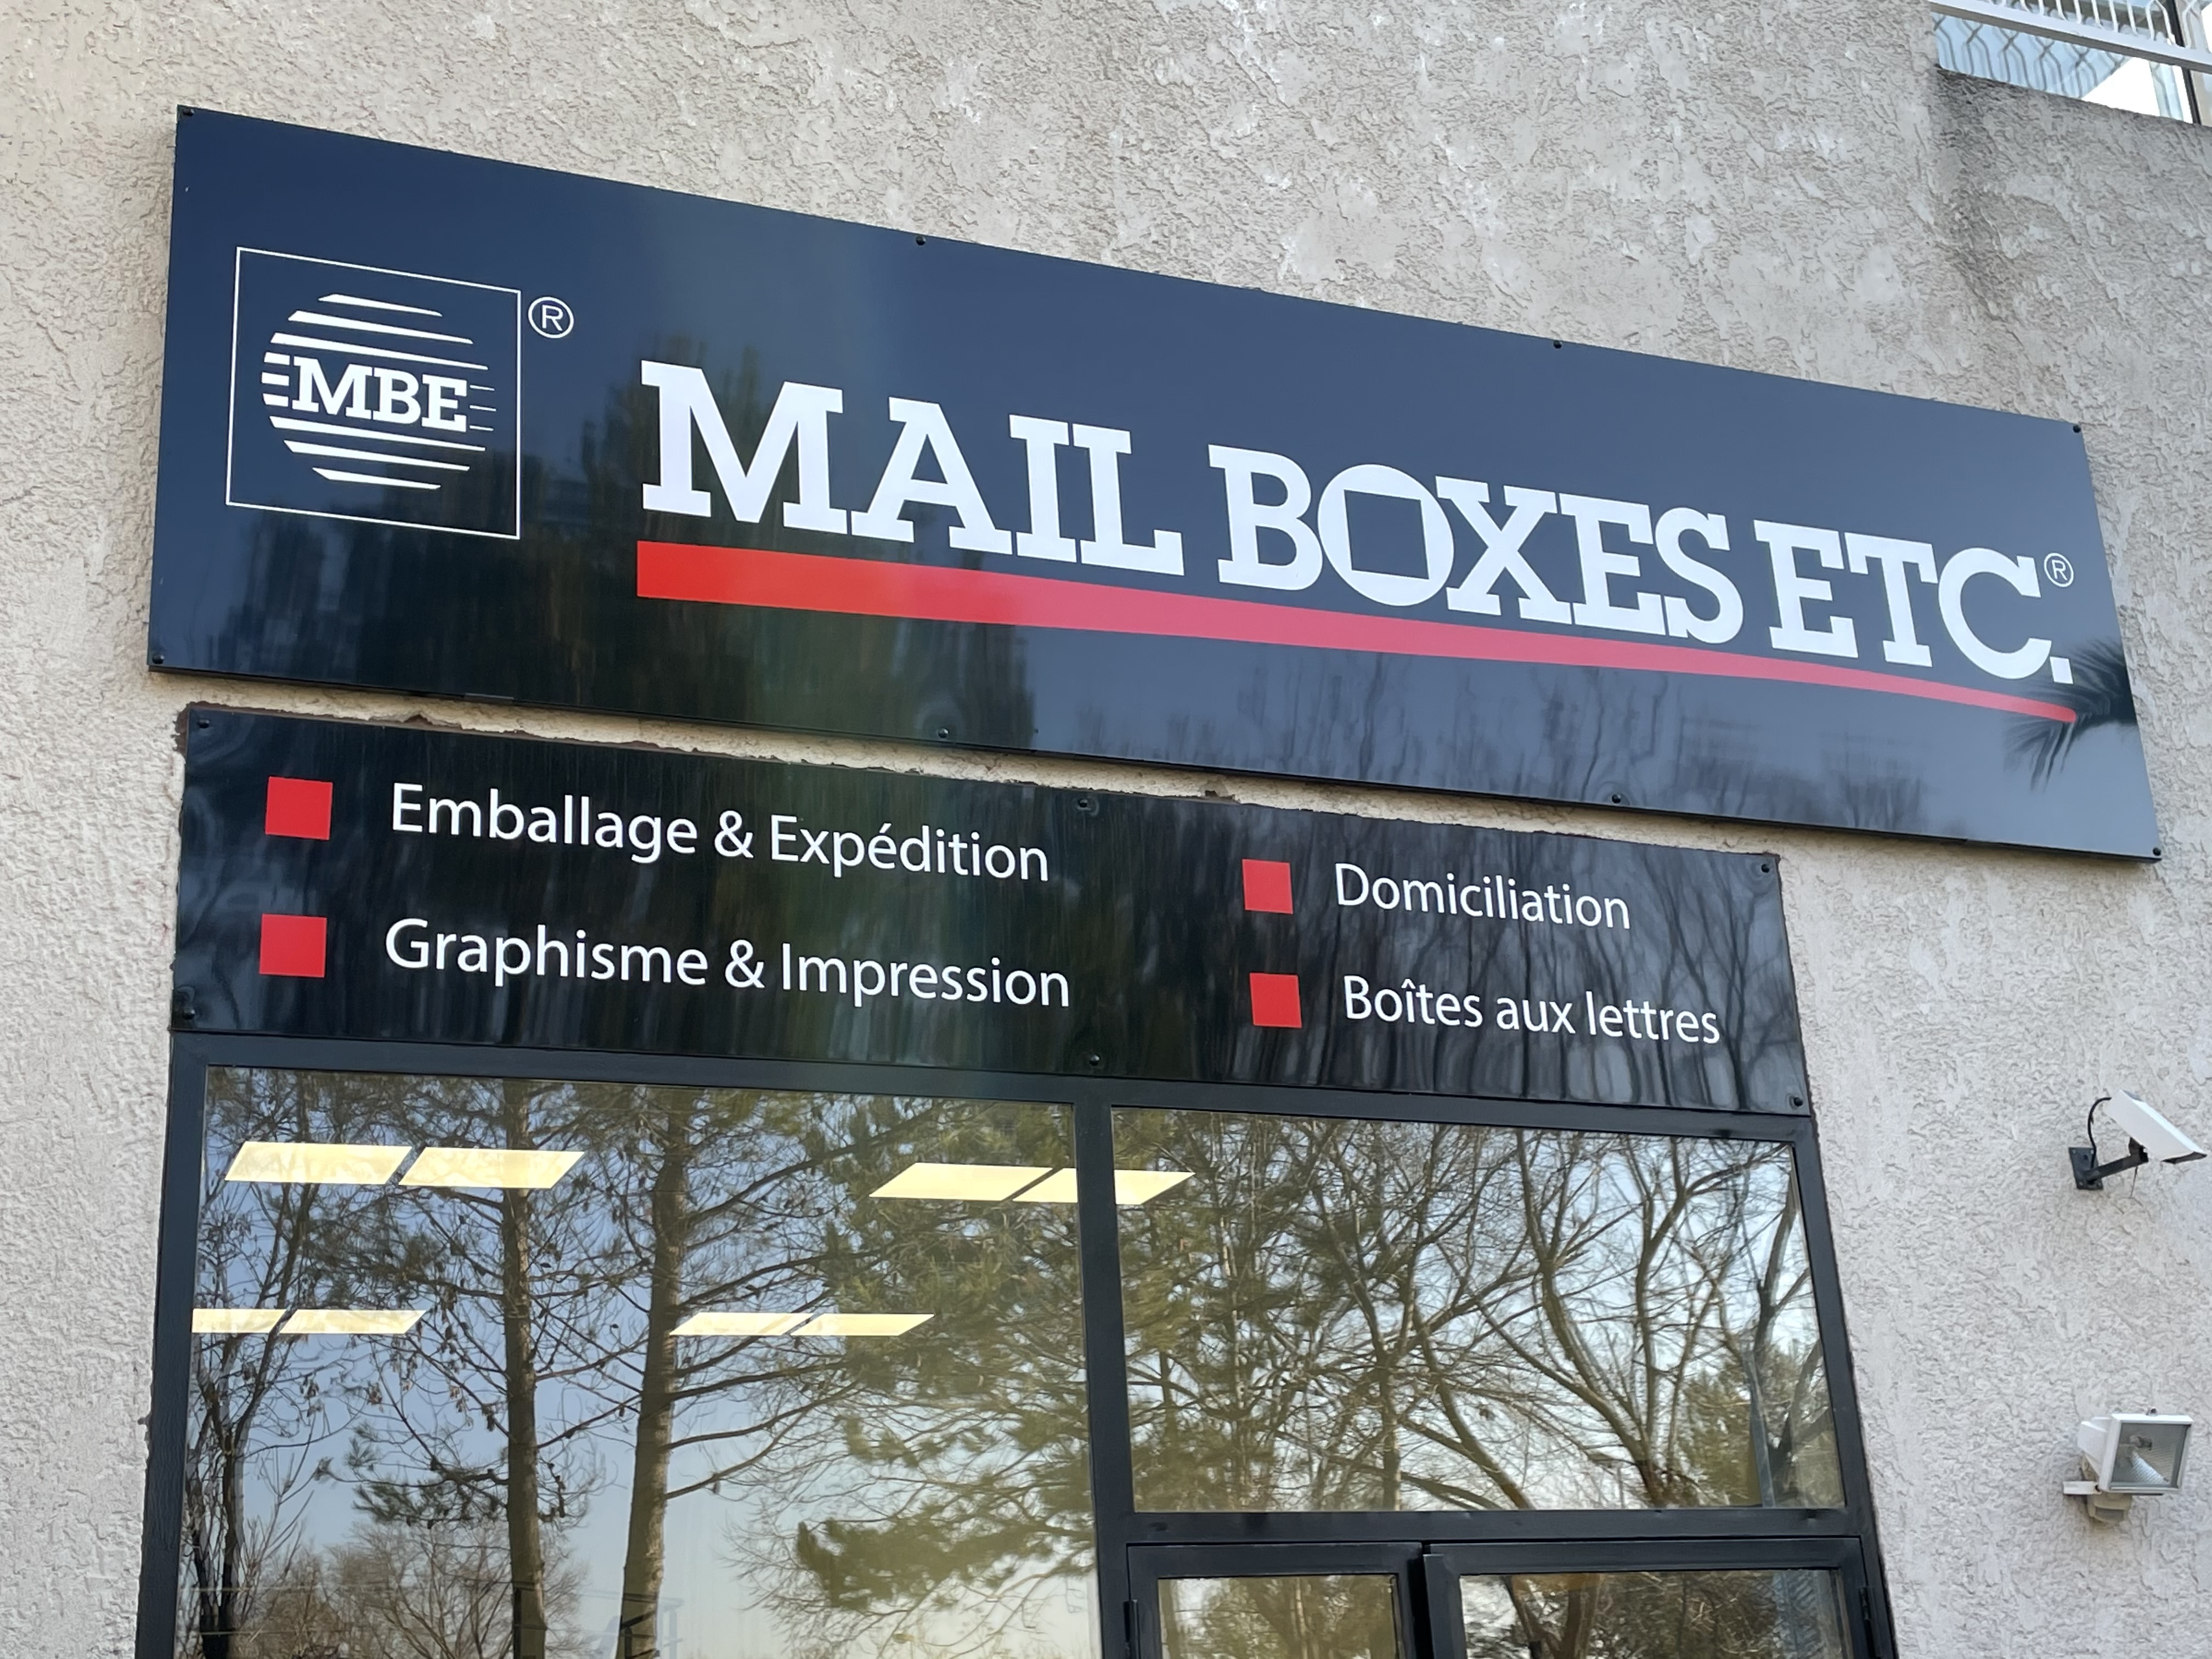 MBE®
MAIL BOXES ETC.®
Emballage & Expédition
Graphisme & Impression
Domiciliation
Boîtes aux lettres